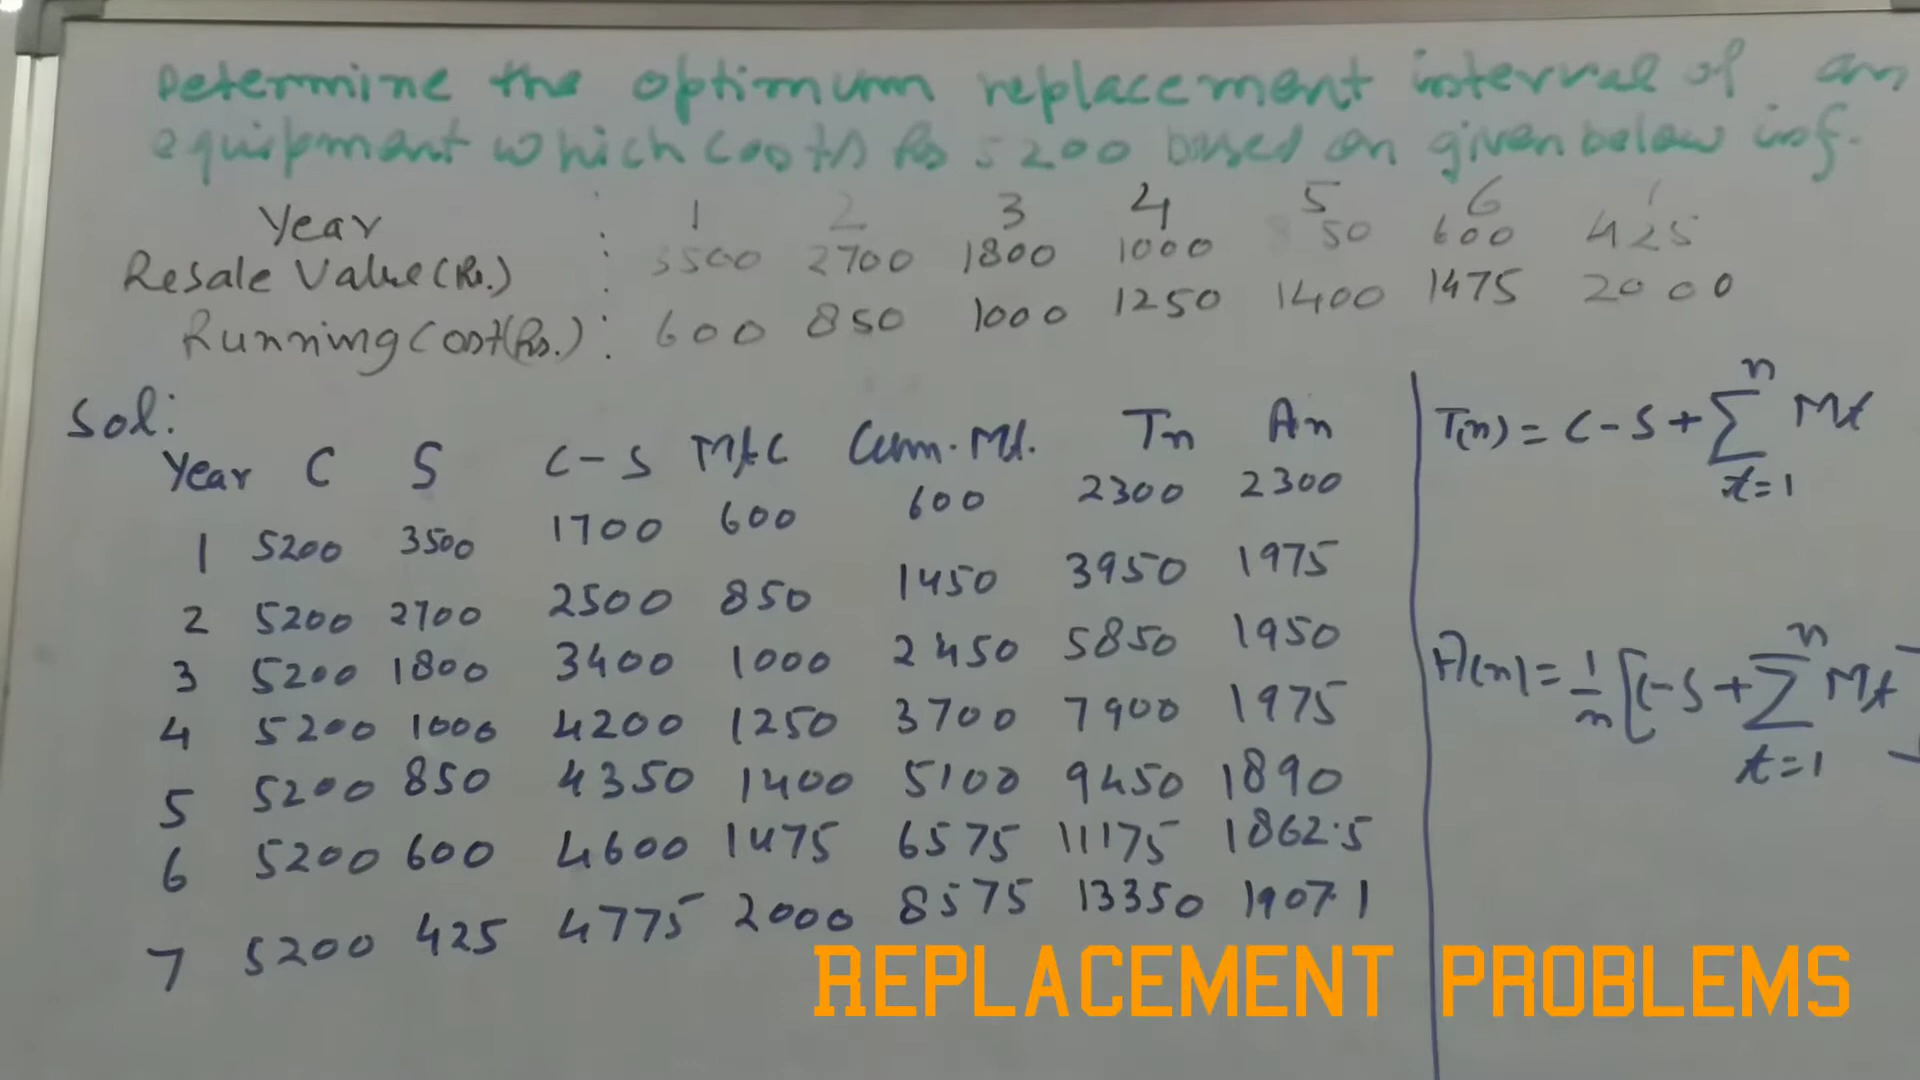 Determine the optimum replacement interval of an
equipment which costs Rs 5200 based on given below inf.
Year : 1 2 3 4 5 6
Resale Value (Rs.) : 3500 2700 1800 1000 50 600 425
Running Cost (Rs.) : 600 850 1000 1250 1400 1475 2000
Sol:
Year C S C-S MtC Cum. Mt. Tn An
1 5200 3500 1700 600 600 2300 2300
2 5200 2700 2500 850 1450 3950 1975
3 5200 1800 3400 1000 2450 5850 1950
4 5200 1000 4200 1250 3700 7900 1975
5 5200 850 4350 1400 5100 9450 1890
6 5200 600 4600 1475 6575 11175 1862.5
7 5200 425 4775 2000 8575 13350 1907.1
T(n) = C-S + n∑t=1 Mt
A(n) = 1/n [C-S + n∑t=1 Mt]
REPLACEMENT PROBLEMS